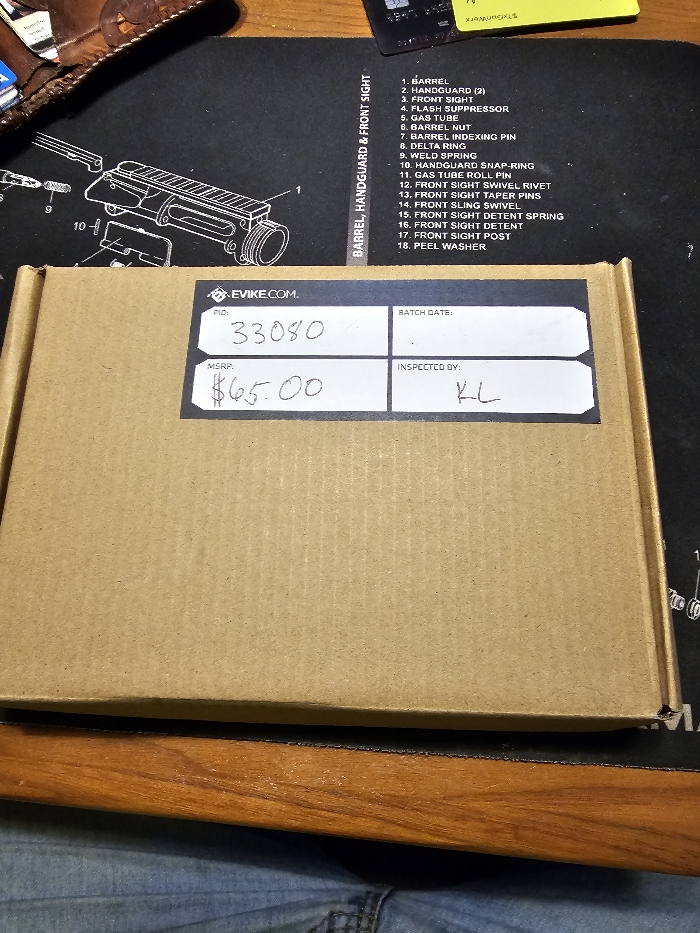 $TxGunWerx
1. BARREL
2. HANDGUARD (2)
3. FRONT SIGHT
4. FLASH SUPPRESSOR
5. GAS TUBE
6. BARREL NUT
7. BARREL INDEXING PIN
8. DELTA RING
9. WELD SPRING
10. HANDGUARD SNAP-RING
11. GAS TUBE ROLL PIN
12. FRONT SIGHT SWIVEL RIVET
13. FRONT SIGHT TAPER PINS
14. FRONT SLING SWIVEL
15. FRONT SIGHT DETENT SPRING
16. FRONT SIGHT DETENT
17. FRONT SIGHT POST
18. PEEL WASHER
BARREL, HANDGUARD & FRONT SIGHT
1
9
10
EVIKE.COM
PID:
33080
BATCH DATE:
MSRP:
$65.00
INSPECTED BY:
KL